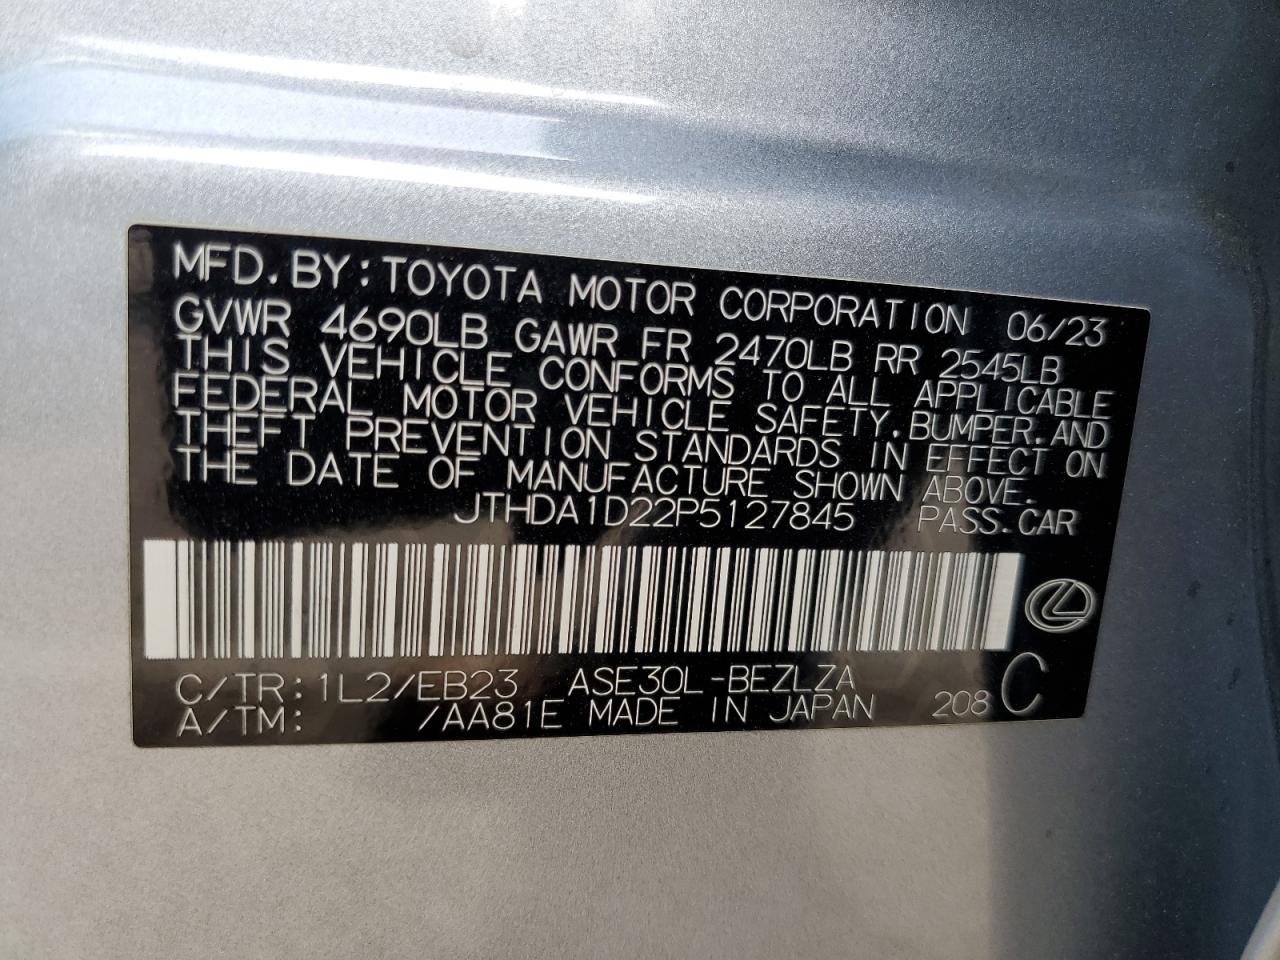 MFD.BY:TOYOTA MOTOR CORPORATION 06/23
GVWR 4690LB GAWR FR 2470LB RR 2545LB
THIS VEHICLE CONFORMS TO ALL APPLICABLE
FEDERAL MOTOR VEHICLE SAFETY,BUMPER,AND
THEFT PREVENTION STANDARDS IN EFFECT ON
THE DATE OF MANUFACTURE SHOWN ABOVE.
JTHDA1D22P5127845 PASS.CAR
C/TR:1L2/EB23 ASE30L-BEZLZA
A/TM: /AA81E MADE IN JAPAN 208 C